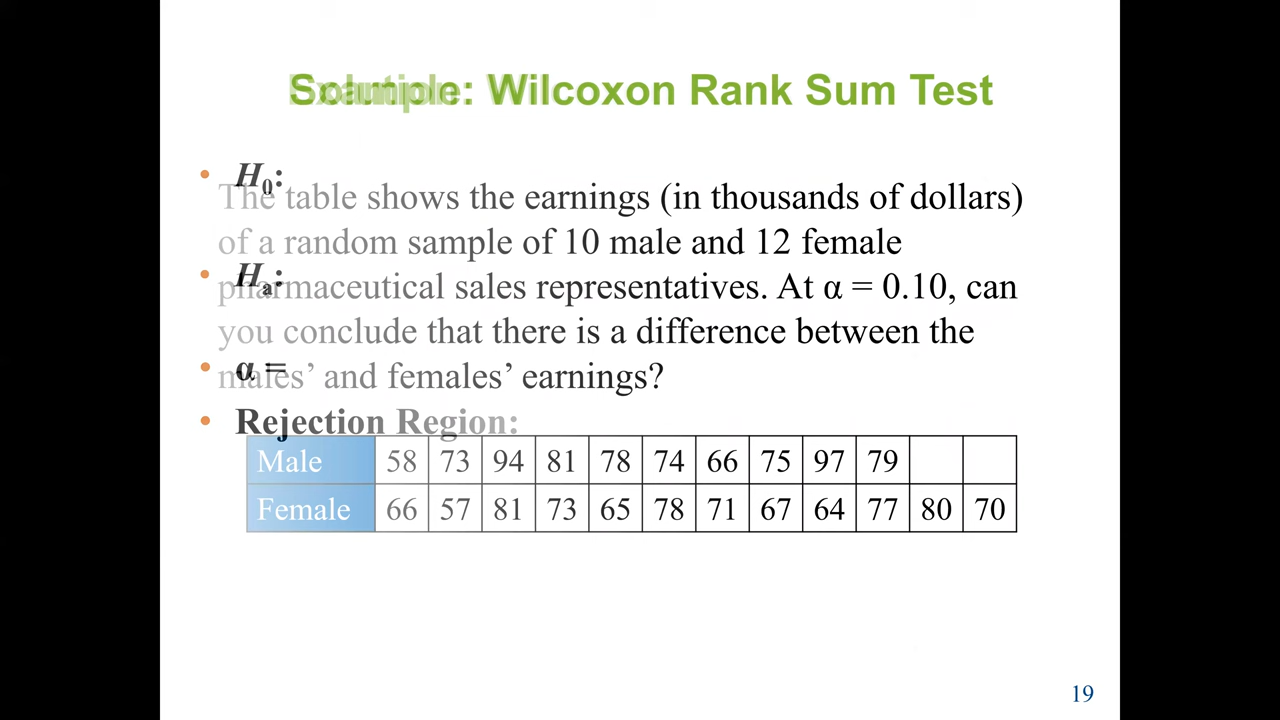 Example: Wilcoxon Rank Sum Test
• H0:
The table shows the earnings (in thousands of dollars)
of a random sample of 10 male and 12 female
• Ha:
pharmaceutical sales representatives. At α = 0.10, can
you conclude that there is a difference between the
• α =
males’ and females’ earnings?
• Rejection Region:
Male 58 73 94 81 78 74 66 75 97 79
Female 66 57 81 73 65 78 71 67 64 77 80 70
19